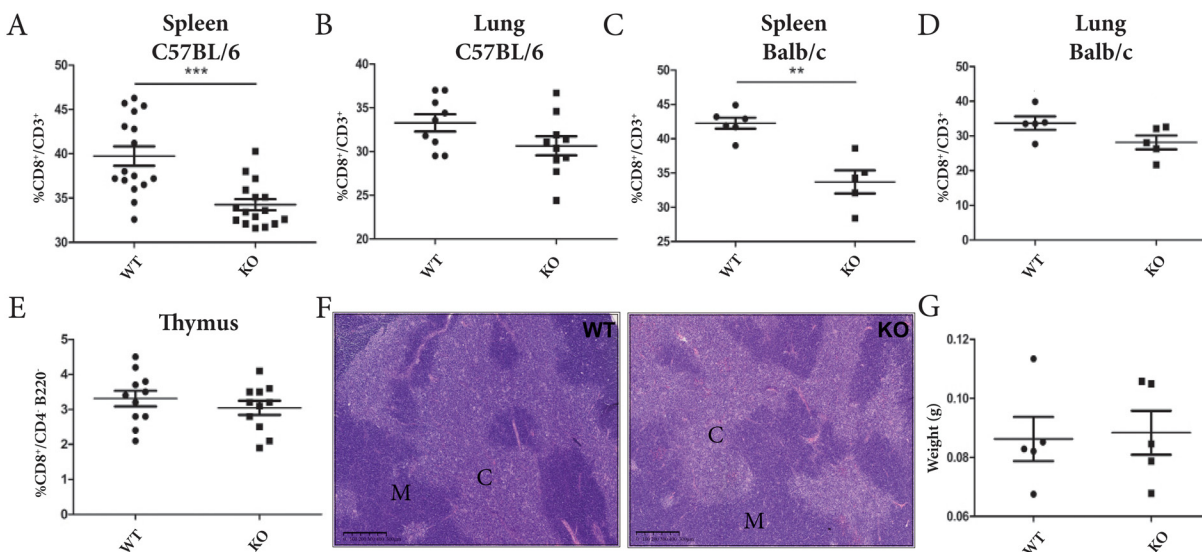 A
Spleen
C57BL/6
***
50
45
40
35
30
%CD8⁺/CD3⁺
WT
KO
B
Lung
C57BL/6
40
35
30
25
20
%CD8⁺/CD3⁺
WT
KO
C
Spleen
Balb/c
**
50
45
40
35
30
25
%CD8⁺/CD3⁺
WT
KO
D
Lung
Balb/c
50
40
30
20
10
0
%CD8⁺/CD3⁺
WT
KO
E
Thymus
5
4
3
2
1
0
%CD8⁺/CD4⁻ B220⁻
WT
KO
F
WT
C
M
KO
C
M
G
0.12
0.10
0.08
0.06
Weight (g)
WT
KO